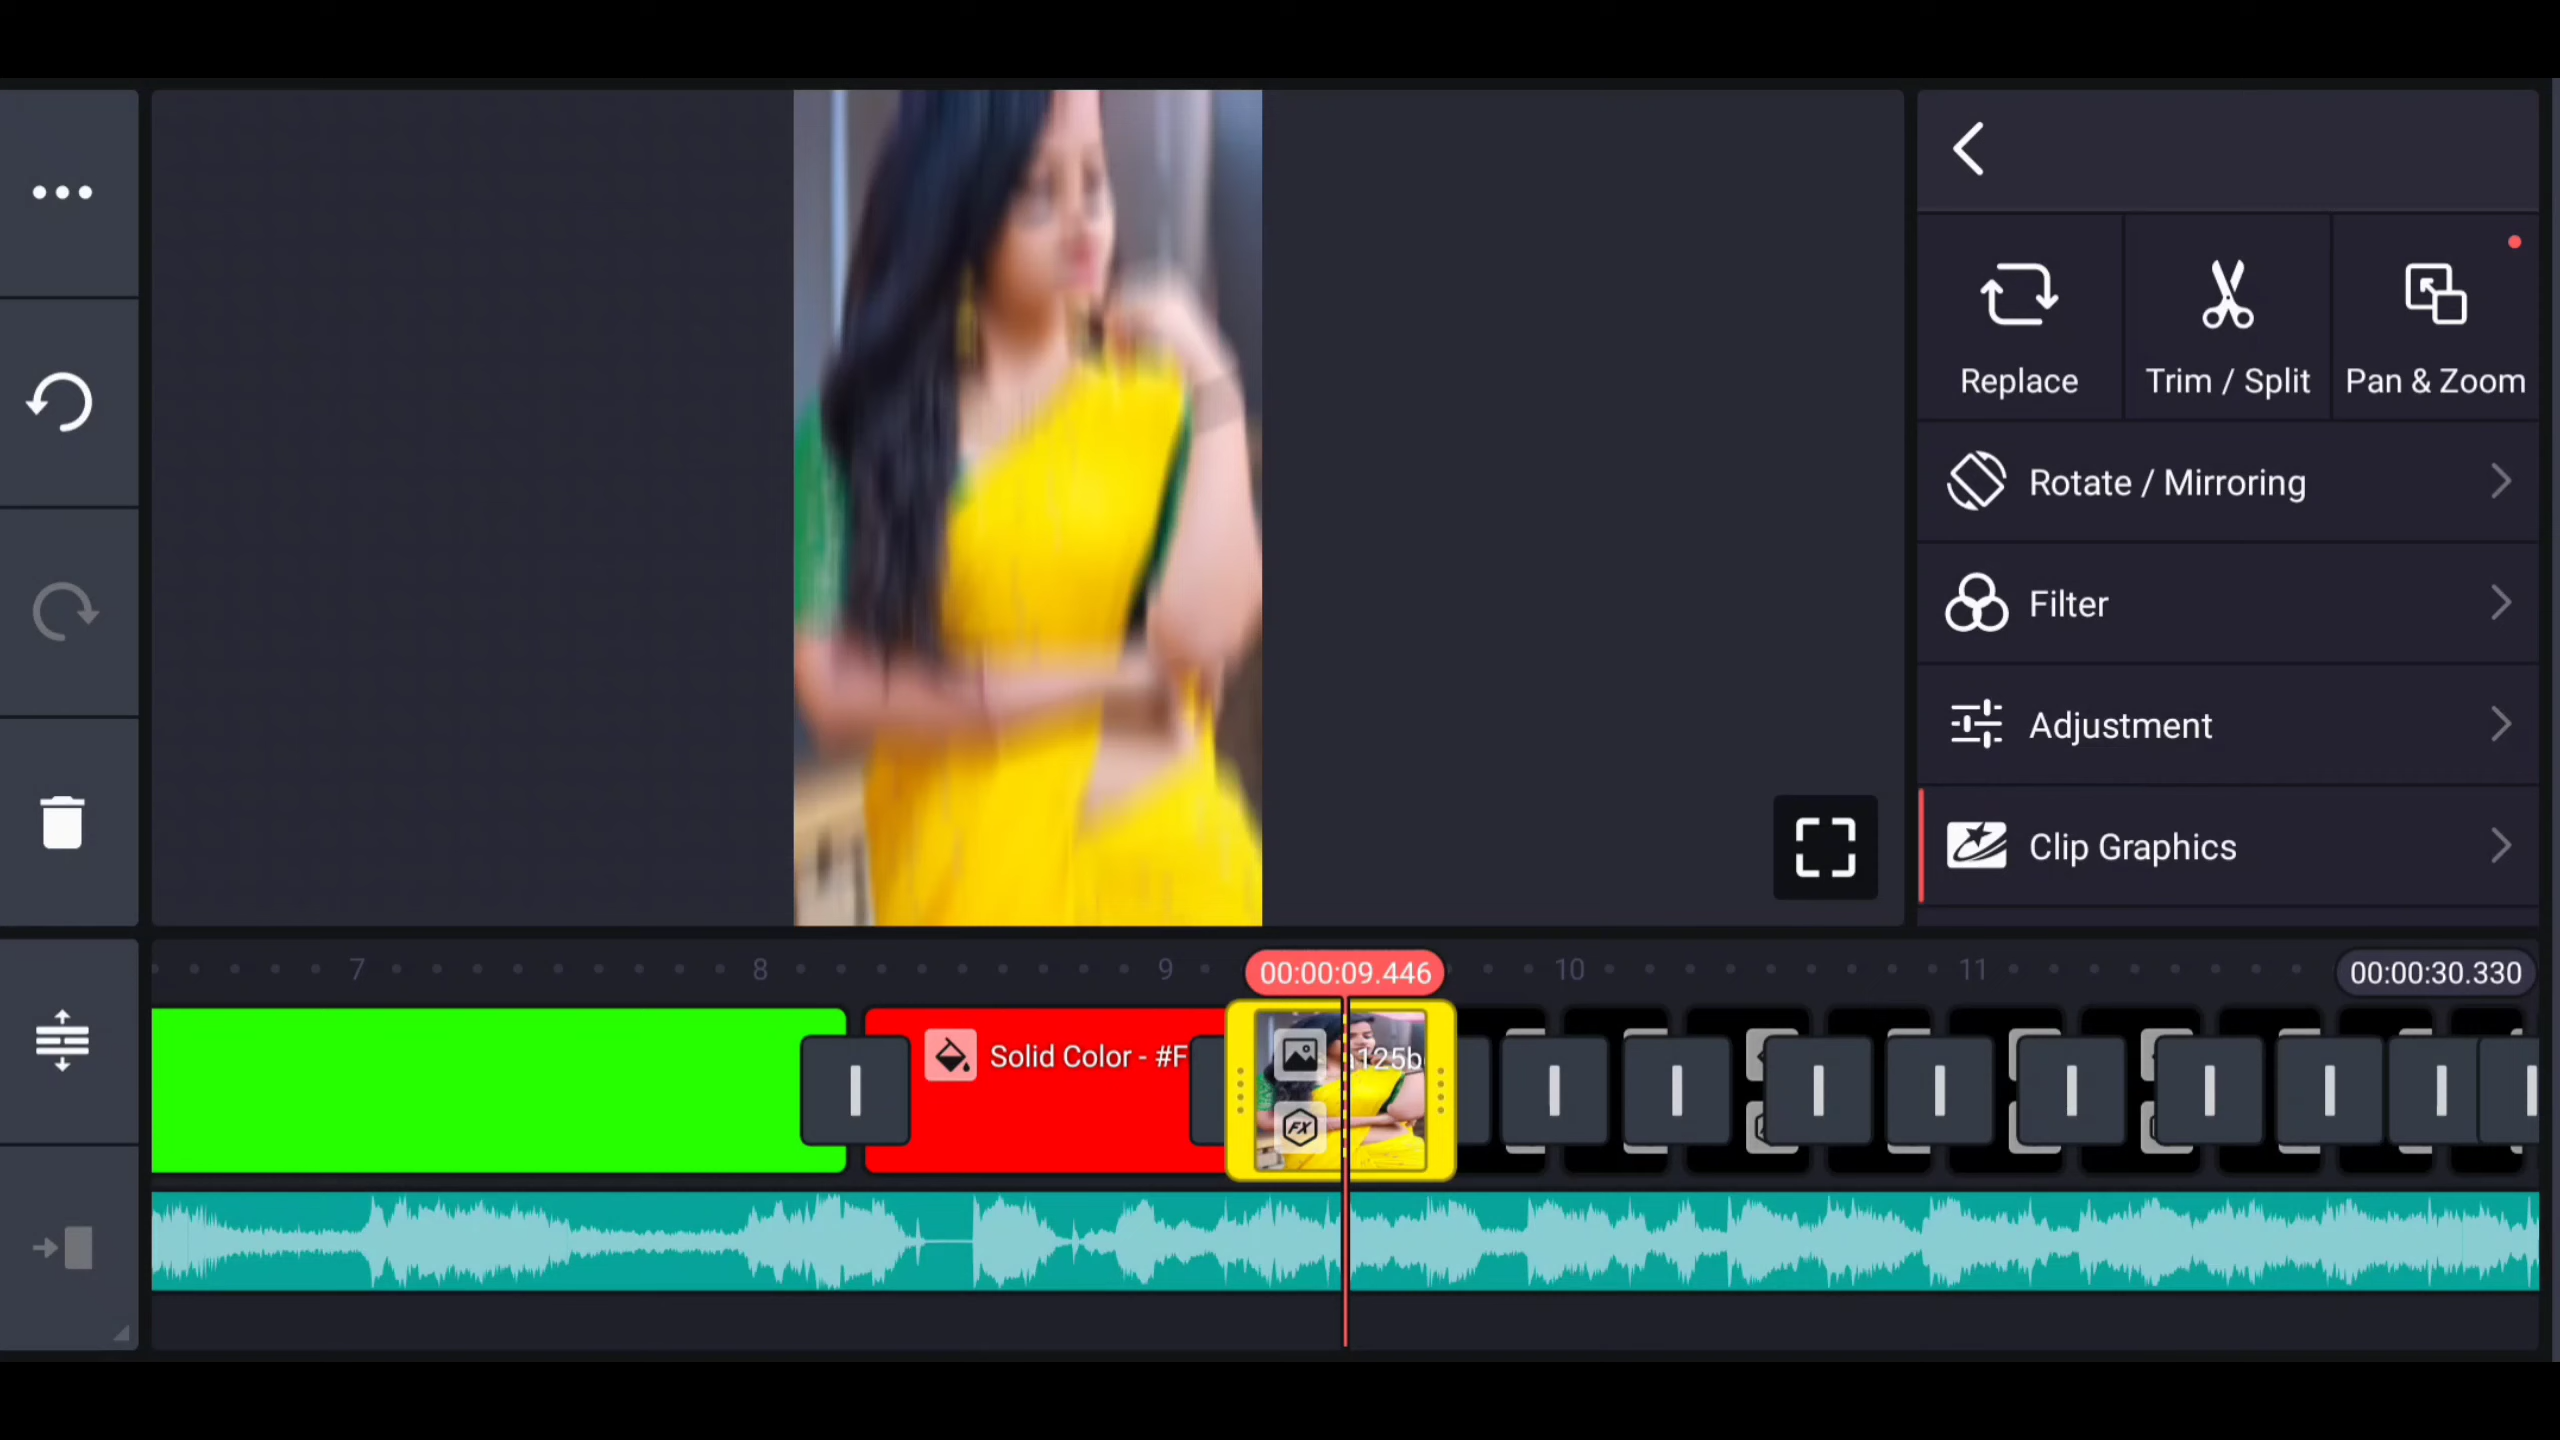 Replace
Trim / Split
Pan & Zoom
Rotate / Mirroring
Filter
Adjustment
Clip Graphics
7
8
9
00:00:09.446
10
11
00:00:30.330
Solid Color - #F
125b
FX